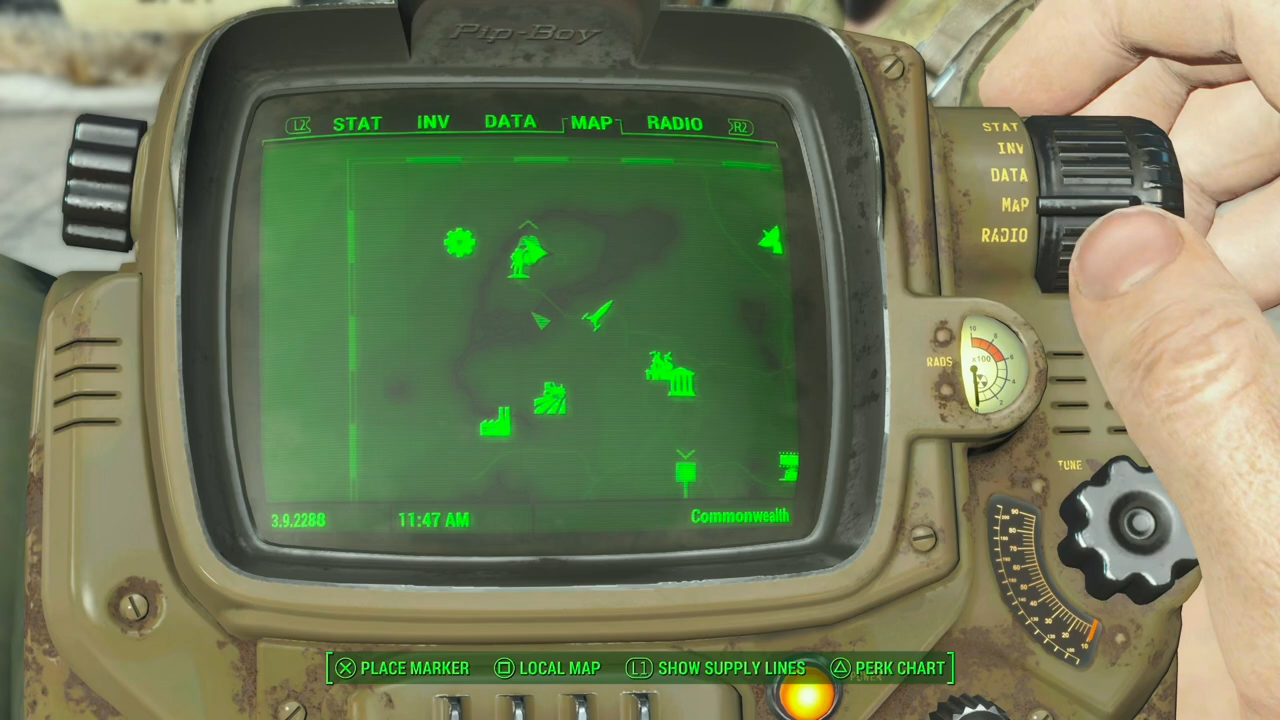 Pip-Boy
L2 STAT INV DATA MAP RADIO R2
STAT
INV
DATA
MAP
RADIO
RADS
x100
TUNE
3.9.2288 11:47 AM Commonwealth
PLACE MARKER LOCAL MAP L1 SHOW SUPPLY LINES PERK CHART